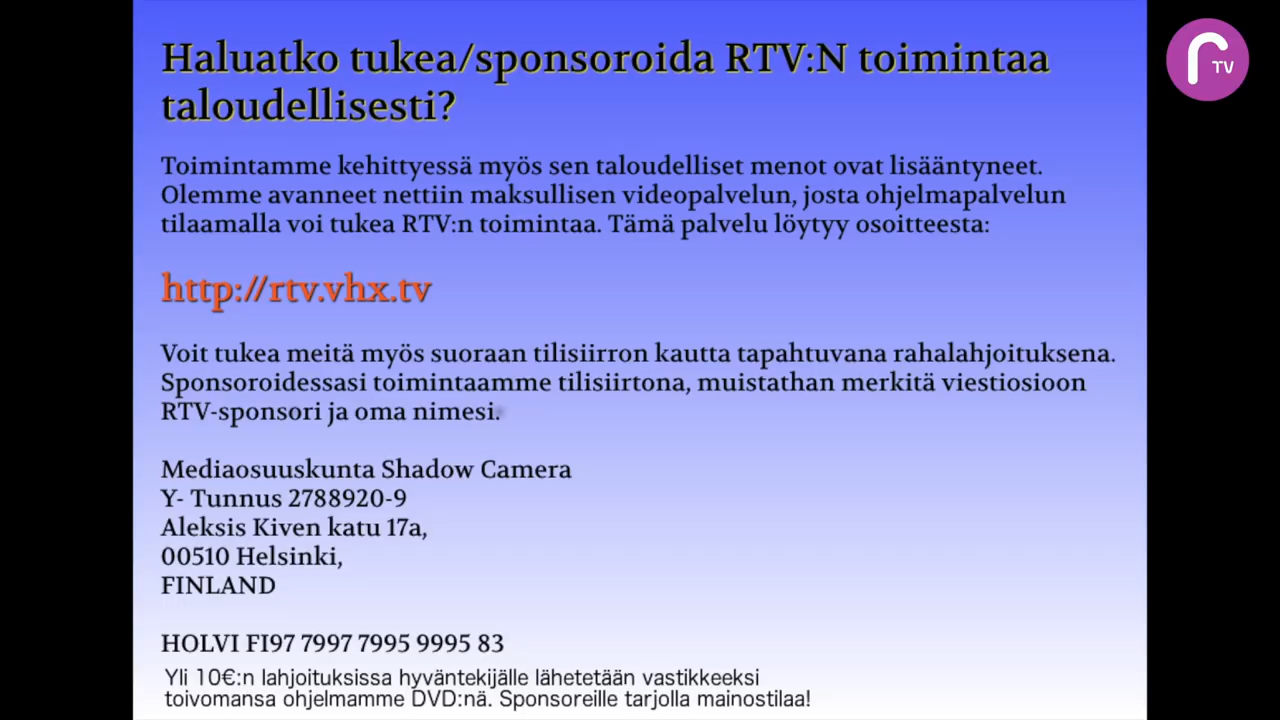 Haluatko tukea/sponsoroida RTV:N toimintaa
taloudellisesti?
r TV
Toimintamme kehittyessä myös sen taloudelliset menot ovat lisääntyneet.
Olemme avanneet nettiin maksullisen videopalvelun, josta ohjelmapalvelun
tilaamalla voi tukea RTV:n toimintaa. Tämä palvelu löytyy osoitteesta:
http://rtv.vhx.tv
Voit tukea meitä myös suoraan tilisiirron kautta tapahtuvana rahalahjoituksena.
Sponsoroidessasi toimintaamme tilisiirtona, muistathan merkitä viestiosioon
RTV-sponsori ja oma nimesi.
Mediaosuuskunta Shadow Camera
Y- Tunnus 2788920-9
Aleksis Kiven katu 17a,
00510 Helsinki,
FINLAND
HOLVI FI97 7997 7995 9995 83
Yli 10€:n lahjoituksissa hyväntekijälle lähetetään vastikkeeksi
toivomansa ohjelmamme DVD:nä. Sponsoreille tarjolla mainostilaa!